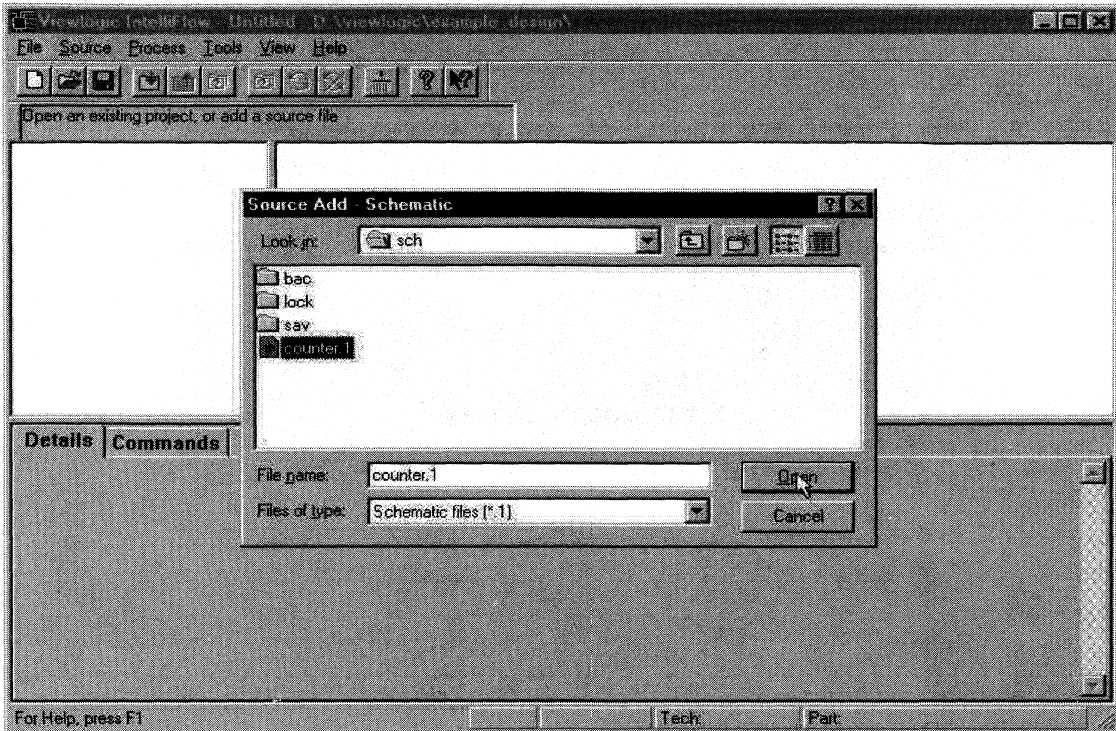 Viewlogic IntelliFlow - Untitled - D:\viewlogic\example_design\
File Source Process Tools View Help
Open an existing project, or add a source file
Source Add - Schematic
Look in: sch
bac
lock
sav
counter.1
Details Commands
File name: counter.1 Open
Files of type: Schematic files (*.1) Cancel
For Help, press F1 Tech: Part: